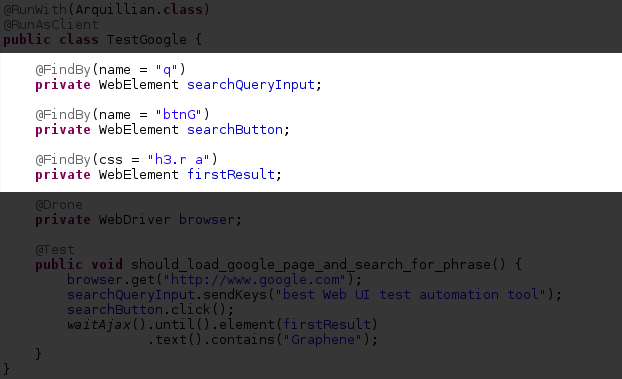 @RunWith(Arquillian.class)
@RunAsClient
public class TestGoogle {
@FindBy(name = "q")
private WebElement searchQueryInput;
@FindBy(name = "btnG")
private WebElement searchButton;
@FindBy(css = "h3.r a")
private WebElement firstResult;
@Drone
private WebDriver browser;
@Test
public void should_load_google_page_and_search_for_phrase() {
browser.get("http://www.google.com");
searchQueryInput.sendKeys("best Web UI test automation tool");
searchButton.click();
waitAjax().until().element(firstResult)
.text().contains("Graphene");
}
}